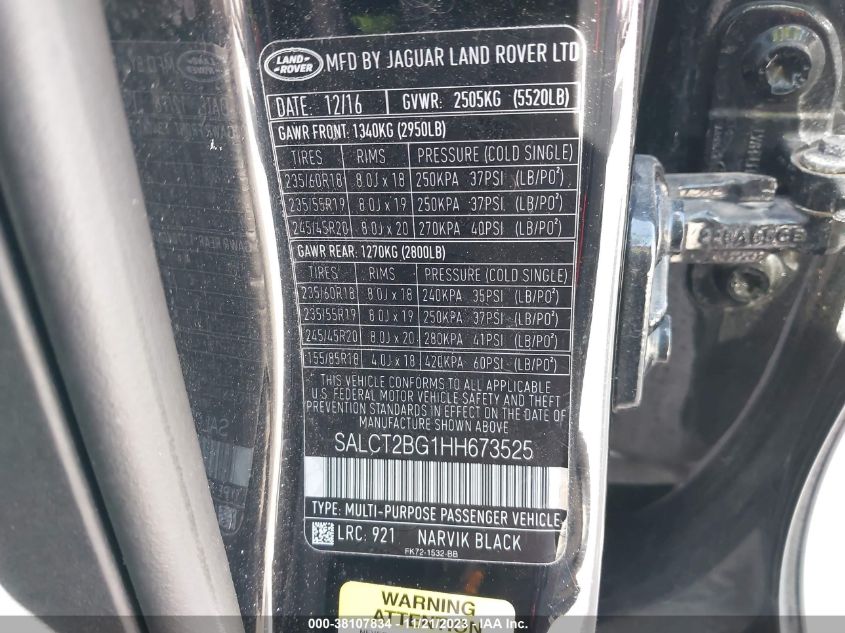 LAND
ROVER
MFD BY JAGUAR LAND ROVER LTD
DATE: 12/16 GVWR: 2505KG (5520LB)
GAWR FRONT: 1340KG (2950LB)
TIRES RIMS PRESSURE (COLD SINGLE)
235/60R18 8.0J x 18 250KPA 37PSI (LB/PO²)
235/55R19 8.0J x 19 250KPA 37PSI (LB/PO²)
245/45R20 8.0J x 20 270KPA 40PSI (LB/PO²)
GAWR REAR: 1270KG (2800LB)
TIRES RIMS PRESSURE (COLD SINGLE)
235/60R18 8.0J x 18 240KPA 35PSI (LB/PO²)
235/55R19 8.0J x 19 250KPA 37PSI (LB/PO²)
245/45R20 8.0J x 20 280KPA 41PSI (LB/PO²)
155/85R18 4.0J x 18 420KPA 60PSI (LB/PO²)
THIS VEHICLE CONFORMS TO ALL APPLICABLE
U.S. FEDERAL MOTOR VEHICLE SAFETY AND THEFT
PREVENTION STANDARDS IN EFFECT ON THE DATE OF
MANUFACTURE SHOWN ABOVE.
SALCT2BG1HH673525
TYPE: MULTI-PURPOSE PASSENGER VEHICLE
LRC: 921 NARVIK BLACK
FK72-1532-BB
WARNING
ATTENTION
000-38107834 - 11/21/2023 - IAA Inc.